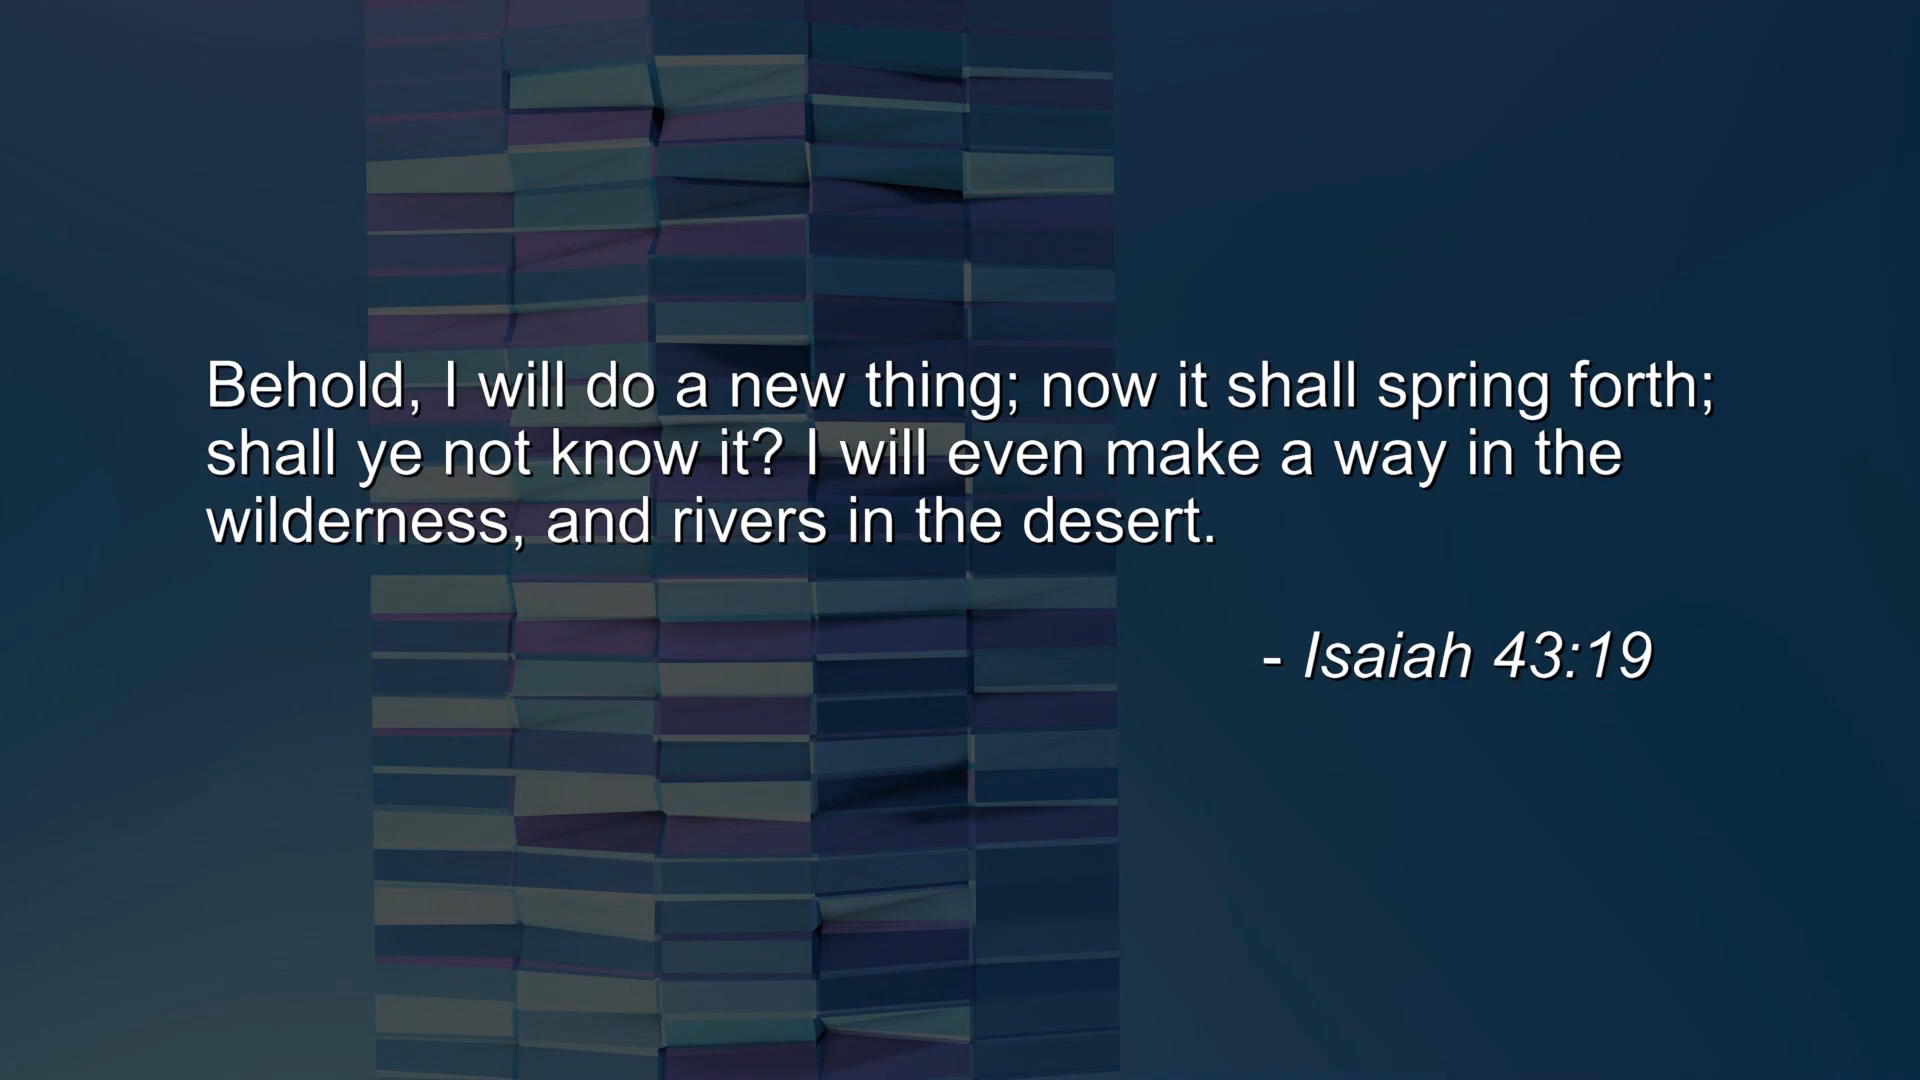 Behold, I will do a new thing; now it shall spring forth;
shall ye not know it? I will even make a way in the
wilderness, and rivers in the desert.
- Isaiah 43:19